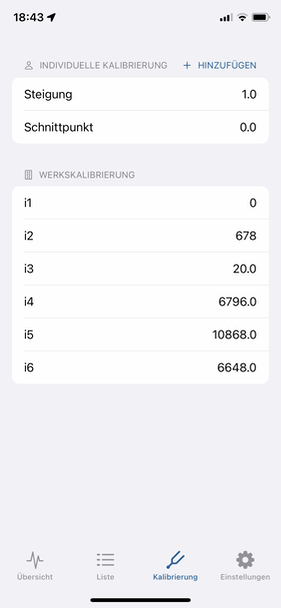 18:43
INDIVIDUELLE KALIBRIERUNG + HINZUFÜGEN
Steigung 1.0
Schnittpunkt 0.0
WERKSKALIBRIERUNG
i1 0
i2 678
i3 20.0
i4 6796.0
i5 10868.0
i6 6648.0
Übersicht Liste Kalibrierung Einstellungen